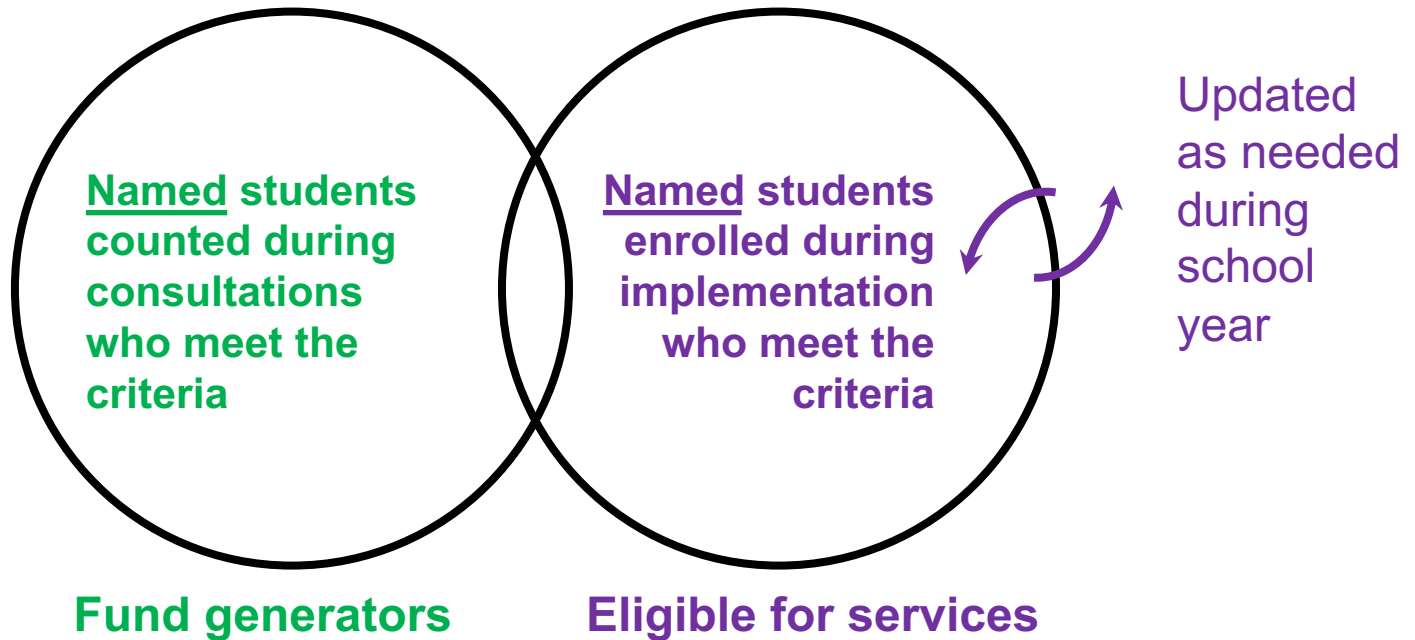 Named students
counted during
consultations
who meet the
criteria
Named students
enrolled during
implementation
who meet the
criteria
Updated
as needed
during
school
year
Fund generators
Eligible for services